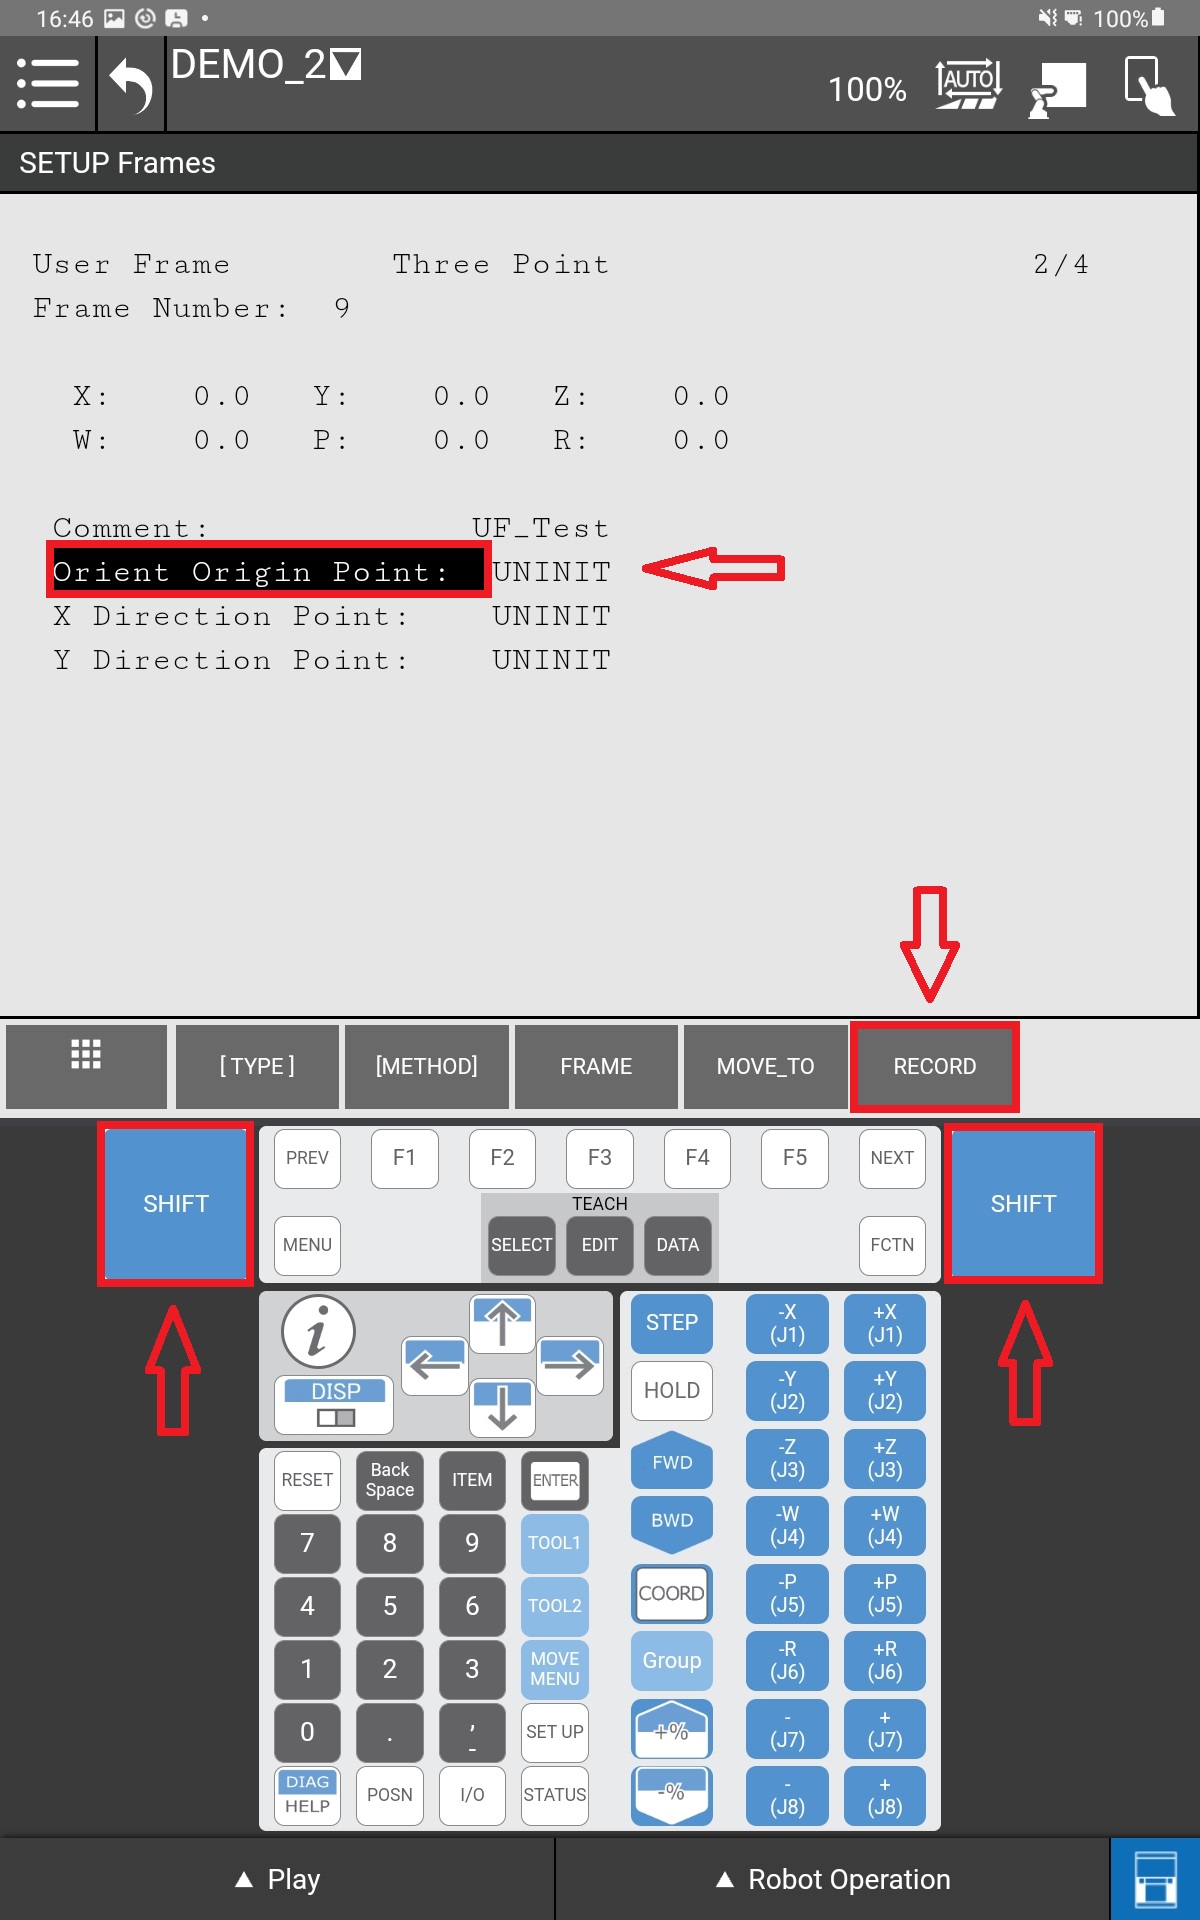 16:46 100%
DEMO_2
100% AUTO
SETUP Frames
User Frame Three Point 2/4
Frame Number: 9
X: 0.0 Y: 0.0 Z: 0.0
W: 0.0 P: 0.0 R: 0.0
Comment: UF_Test
Orient Origin Point: UNINIT
X Direction Point: UNINIT
Y Direction Point: UNINIT
[ TYPE ] [METHOD] FRAME MOVE_TO RECORD
SHIFT
PREV F1 F2 F3 F4 F5 NEXT
SHIFT
TEACH
MENU SELECT EDIT DATA FCTN
i
DISP
STEP
HOLD
FWD
BWD
COORD
Group
+%
-%
-X
(J1)
+X
(J1)
-Y
(J2)
+Y
(J2)
-Z
(J3)
+Z
(J3)
-W
(J4)
+W
(J4)
-P
(J5)
+P
(J5)
-R
(J6)
+R
(J6)
-
(J7)
+
(J7)
-
(J8)
+
(J8)
RESET Back
Space ITEM ENTER
7 8 9 TOOL1
4 5 6 TOOL2
1 2 3 MOVE
MENU
0 . ,
- SET UP
DIAG
HELP POSN I/O STATUS
▲ Play ▲ Robot Operation